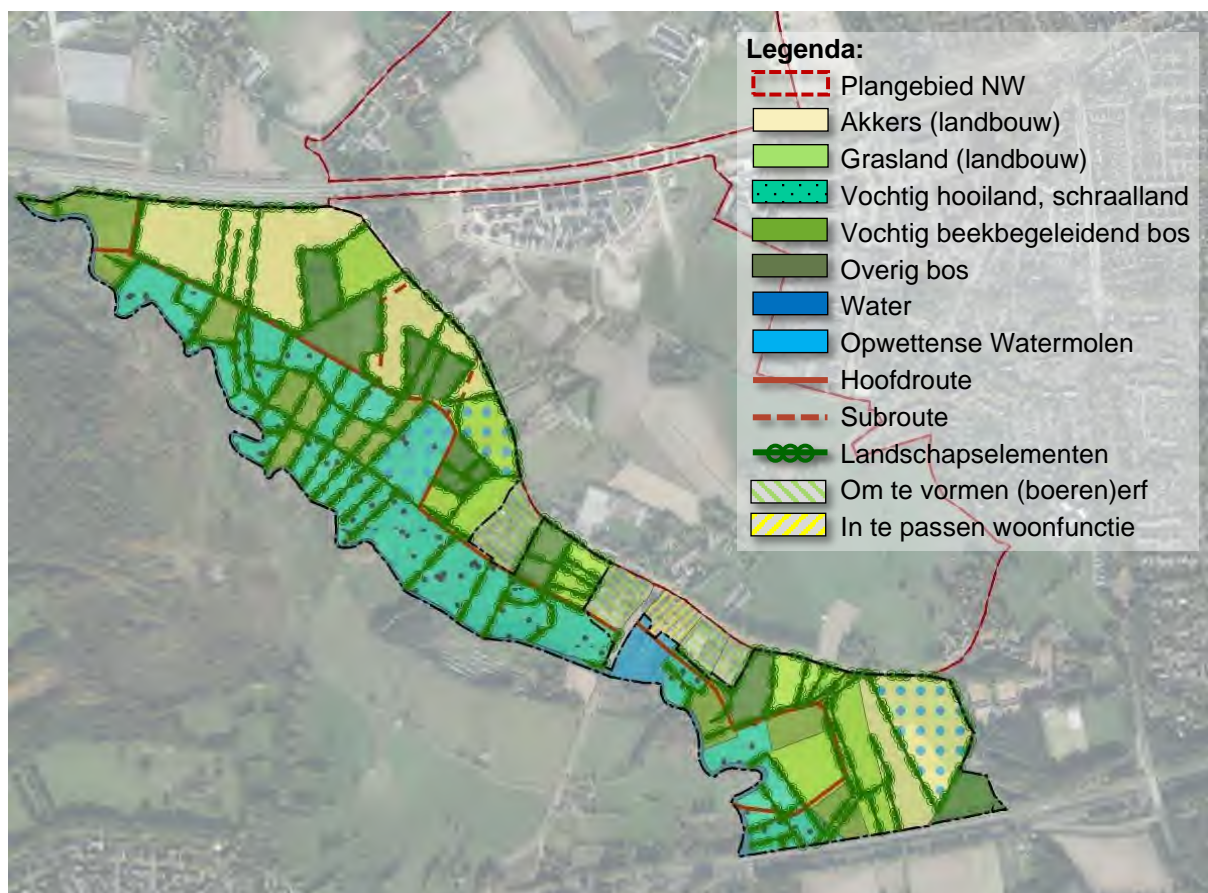 Legenda:
Plangebied NW
Akkers (landbouw)
Grasland (landbouw)
Vochtig hooiland, schraalland
Vochtig beekbegeleidend bos
Overig bos
Water
Opwettense Watermolen
Hoofdroute
Subroute
Landschapselementen
Om te vormen (boeren)erf
In te passen woonfunctie